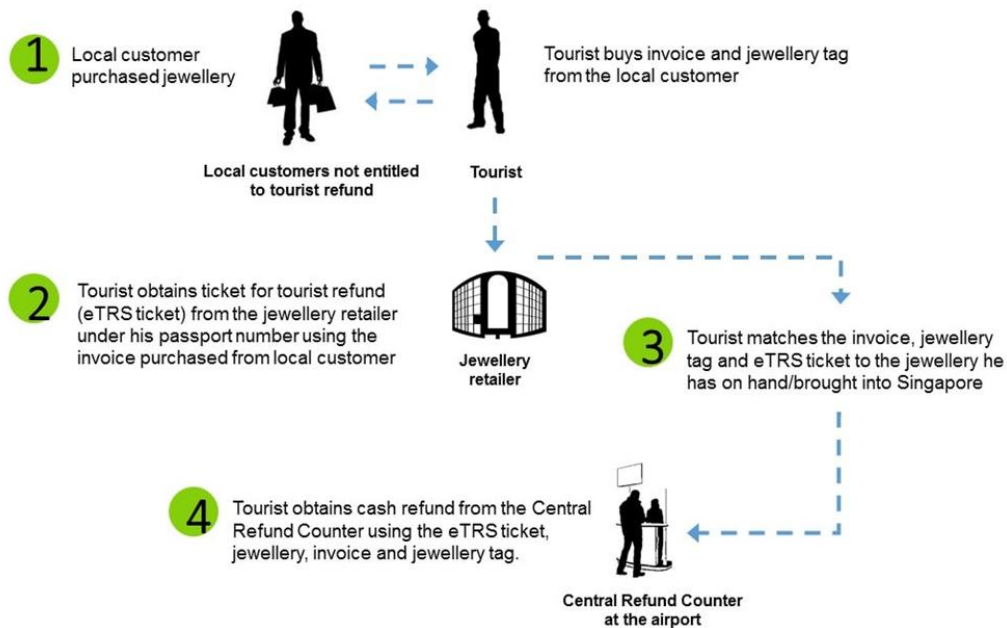 1
Local customer
purchased jewellery
Tourist buys invoice and jewellery tag
from the local customer
Local customers not entitled
to tourist refund
Tourist
2
Tourist obtains ticket for tourist refund
(eTRS ticket) from the jewellery retailer
under his passport number using the
invoice purchased from local customer
Jewellery
retailer
3
Tourist matches the invoice, jewellery
tag and eTRS ticket to the jewellery he
has on hand/brought into Singapore
4
Tourist obtains cash refund from the Central
Refund Counter using the eTRS ticket,
jewellery, invoice and jewellery tag.
Central Refund Counter
at the airport